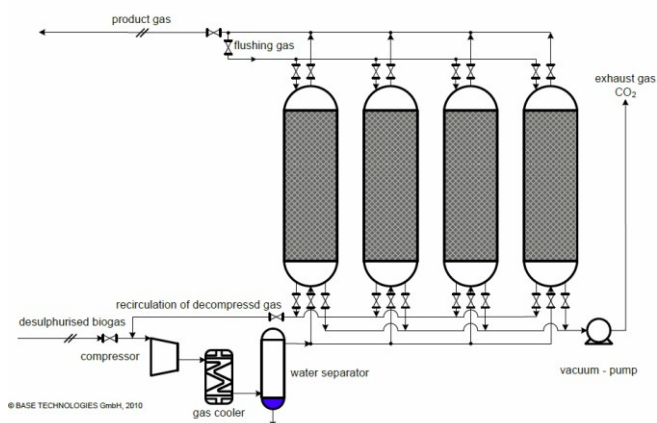 product gas
flushing gas
exhaust gas
CO₂
recirculation of decompressd gas
desulphurised biogas
compressor
water separator
gas cooler
vacuum - pump
© BASE TECHNOLOGIES GmbH, 2010